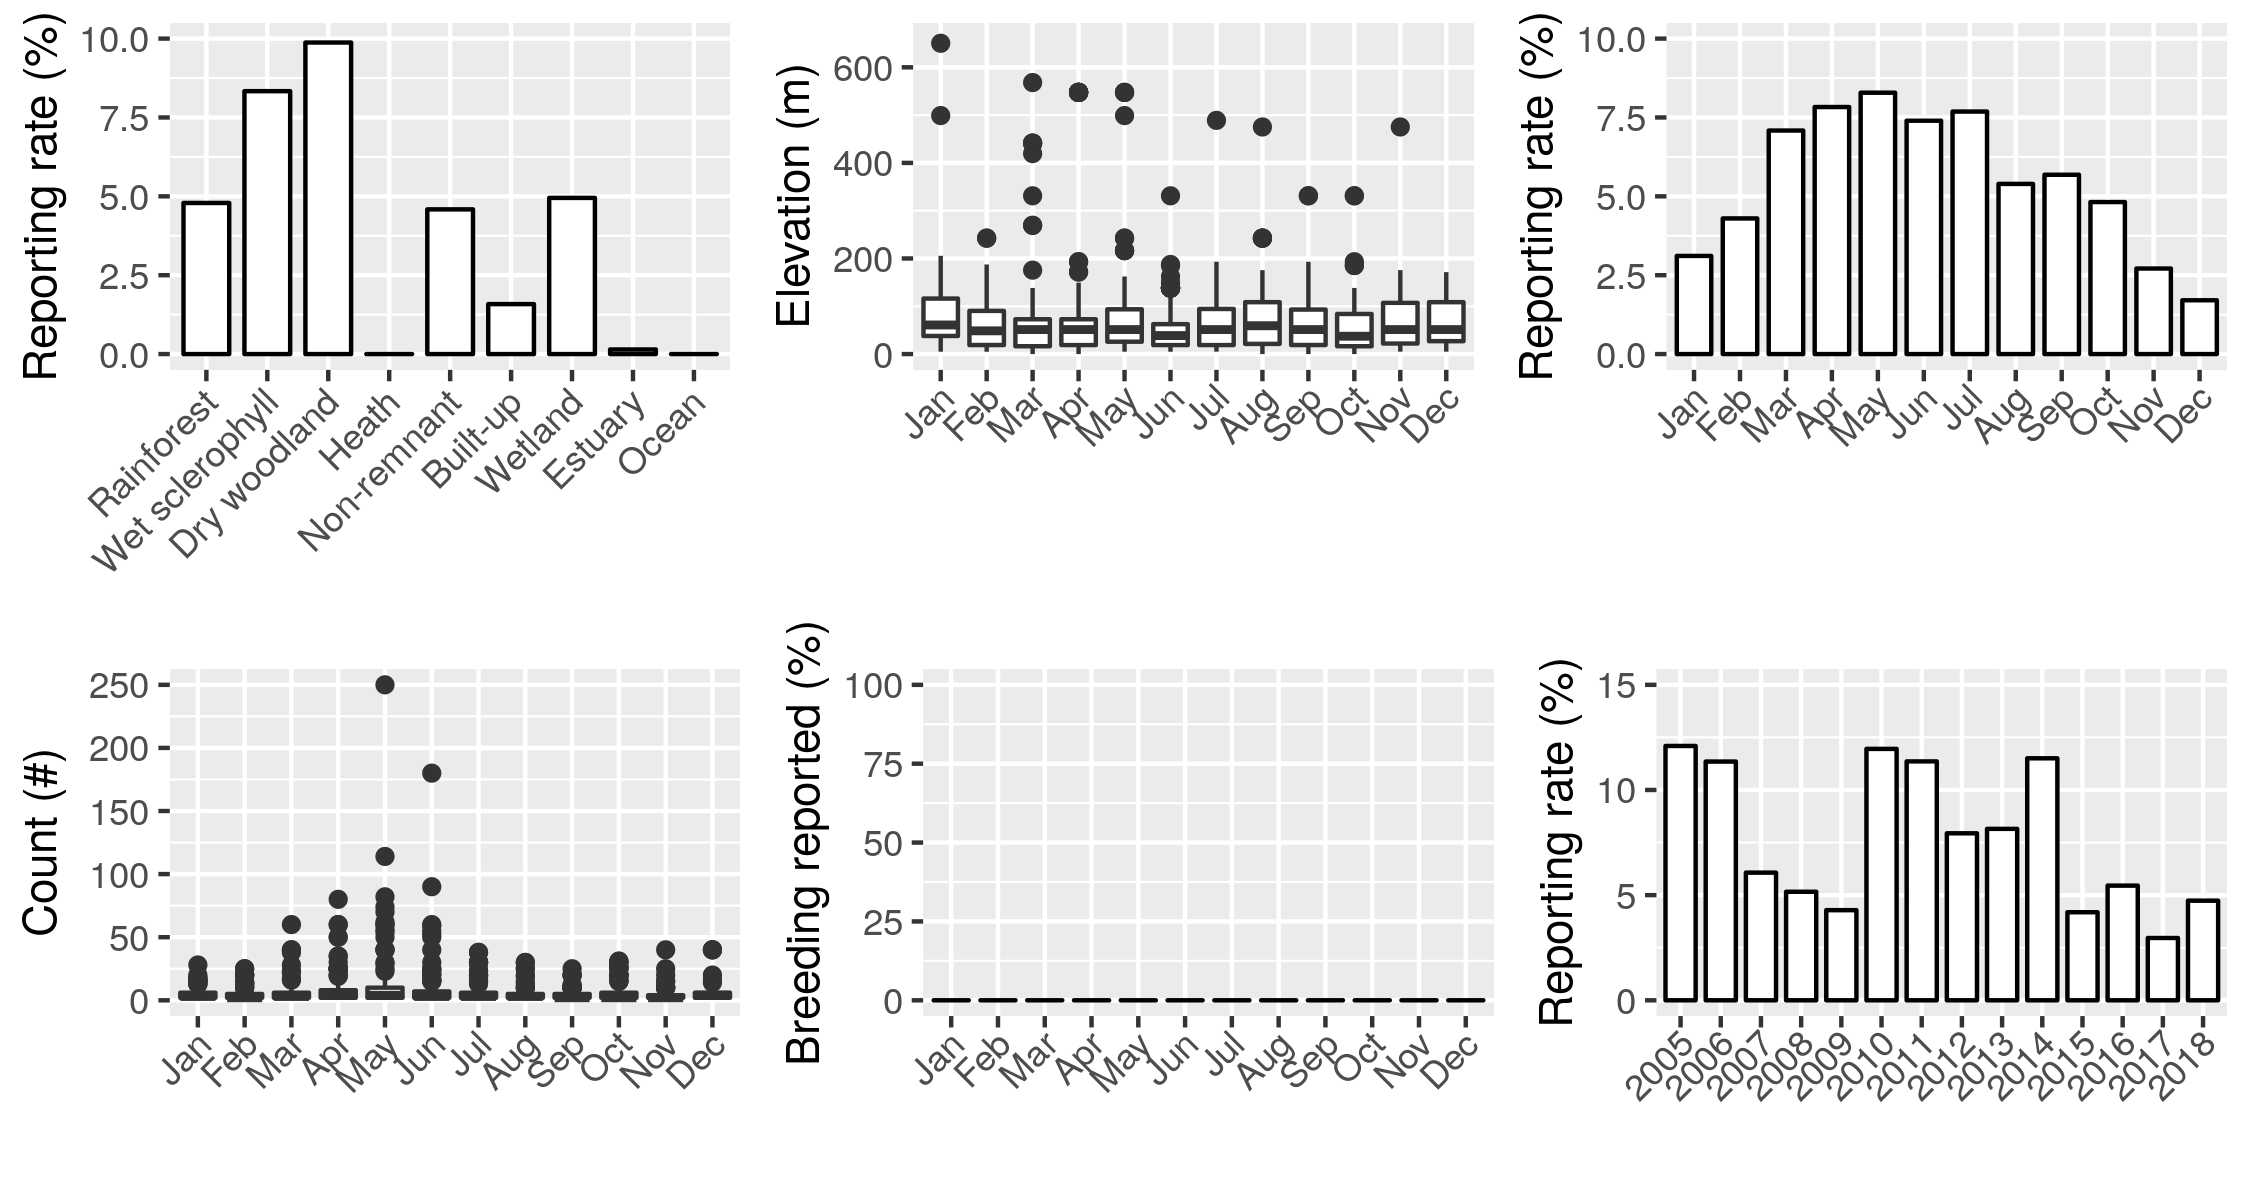 Reporting rate (%)
10.0
7.5
5.0
2.5
0.0
Rainforest
Wet sclerophyll
Dry woodland
Heath
Non-remnant
Built-up
Wetland
Estuary
Ocean
Elevation (m)
600
400
200
0
Jan
Feb
Mar
Apr
May
Jun
Jul
Aug
Sep
Oct
Nov
Dec
Reporting rate (%)
10.0
7.5
5.0
2.5
0.0
Jan
Feb
Mar
Apr
May
Jun
Jul
Aug
Sep
Oct
Nov
Dec
Count (#)
250
200
150
100
50
0
Jan
Feb
Mar
Apr
May
Jun
Jul
Aug
Sep
Oct
Nov
Dec
Breeding reported (%)
100
75
50
25
0
Jan
Feb
Mar
Apr
May
Jun
Jul
Aug
Sep
Oct
Nov
Dec
Reporting rate (%)
15
10
5
0
2005
2006
2007
2008
2009
2010
2011
2012
2013
2014
2015
2016
2017
2018